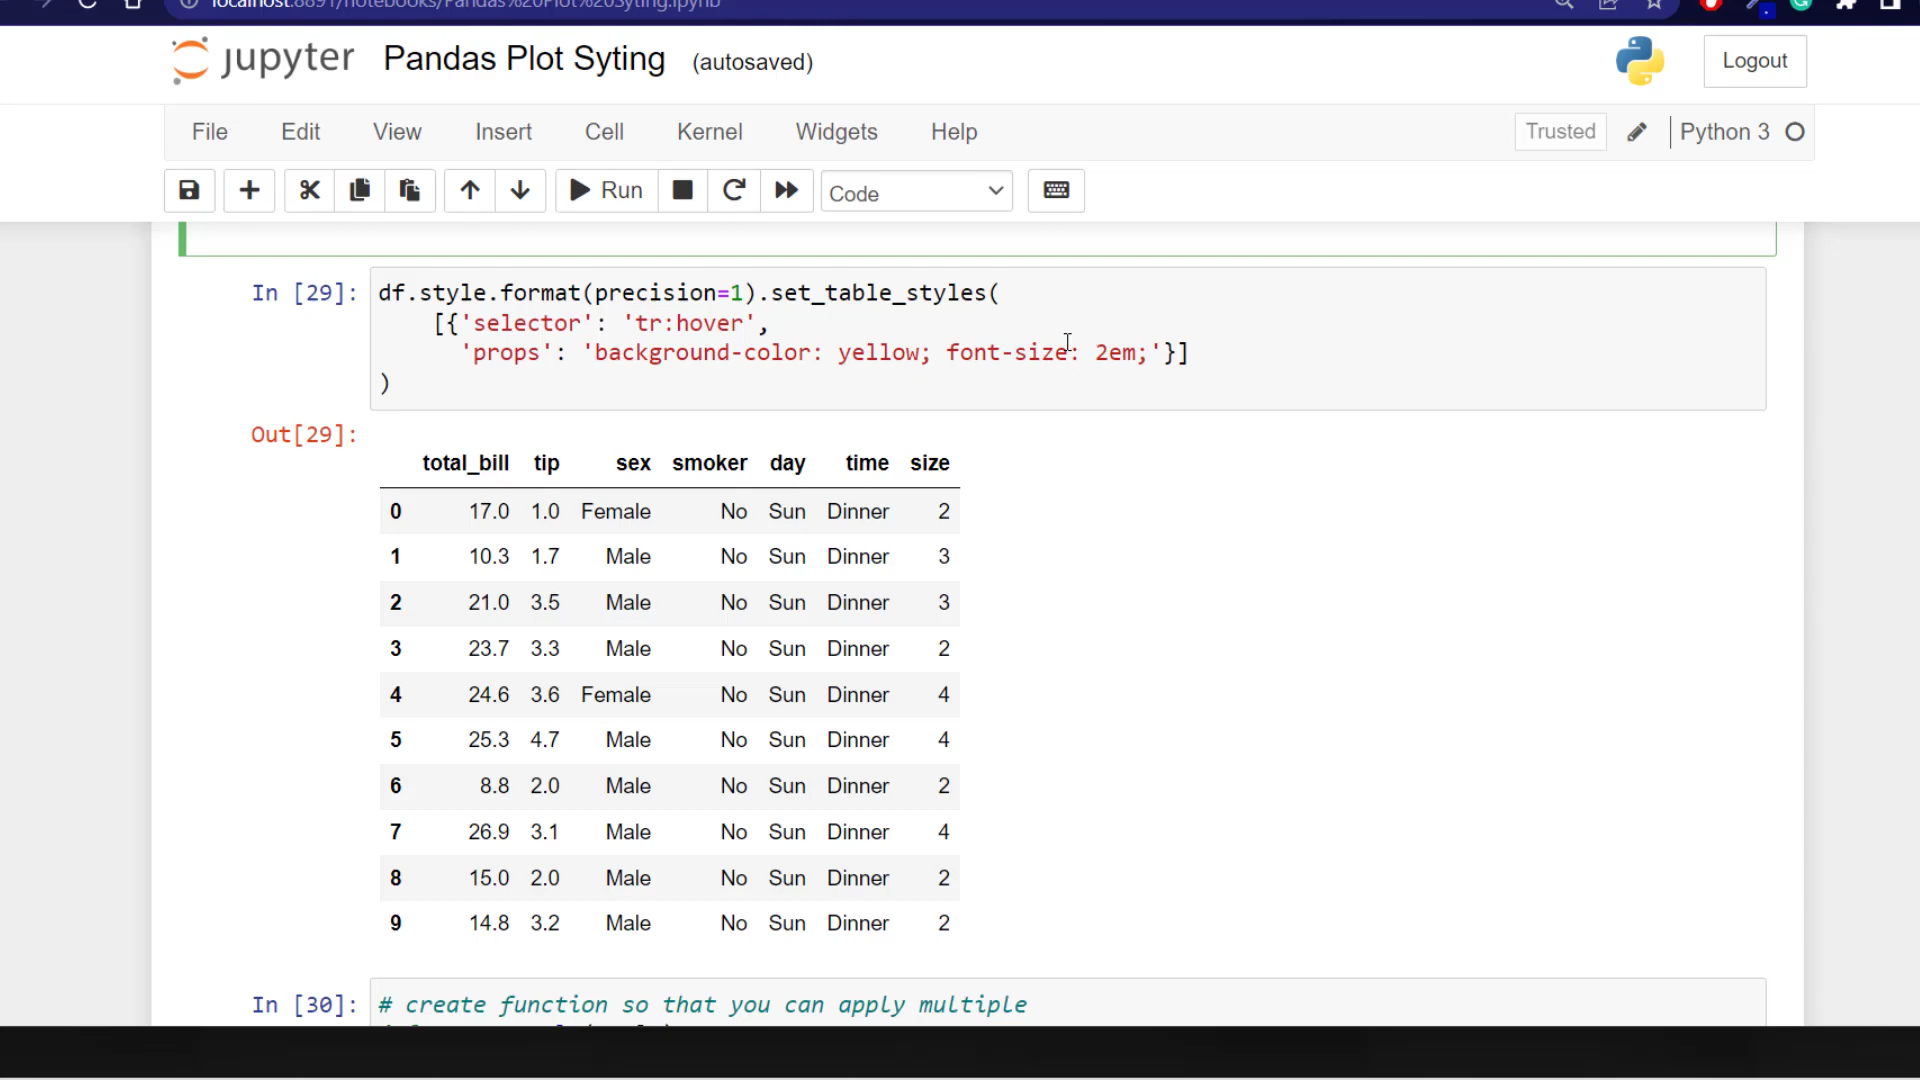 localhost:8891/notebooks/Pandas%20Plot%20Syting.ipynb
jupyter Pandas Plot Syting (autosaved) Logout
File Edit View Insert Cell Kernel Widgets Help Trusted Python 3
Run Code
In [29]: df.style.format(precision=1).set_table_styles(
[{'selector': 'tr:hover',
'props': 'background-color: yellow; font-size: 2em;'}]
)
Out[29]:
total_bill tip sex smoker day time size
0 17.0 1.0 Female No Sun Dinner 2
1 10.3 1.7 Male No Sun Dinner 3
2 21.0 3.5 Male No Sun Dinner 3
3 23.7 3.3 Male No Sun Dinner 2
4 24.6 3.6 Female No Sun Dinner 4
5 25.3 4.7 Male No Sun Dinner 4
6 8.8 2.0 Male No Sun Dinner 2
7 26.9 3.1 Male No Sun Dinner 4
8 15.0 2.0 Male No Sun Dinner 2
9 14.8 3.2 Male No Sun Dinner 2
In [30]: # create function so that you can apply multiple